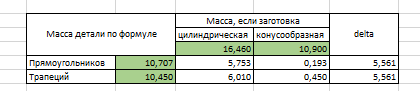 Масса детали по формуле
Масса, если заготовка
delta
цилиндрическая
конусообразная
16,460
10,900
Прямоугольников 10,707 5,753 0,193 5,561
Трапеций 10,450 6,010 0,450 5,561